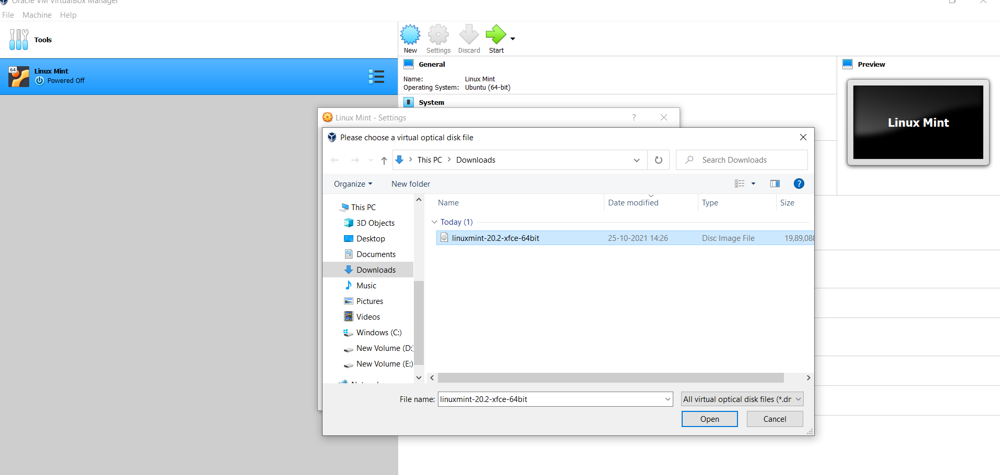 Oracle VM VirtualBox Manager
File Machine Help
Tools
New Settings Discard Start
64
Linux Mint
Powered Off
General
Name: Linux Mint
Operating System: Ubuntu (64-bit)
System
Preview
Linux Mint
Linux Mint - Settings ?
Please choose a virtual optical disk file
This PC Downloads
Search Downloads
Organize New folder
?
Name Date modified Type Size
This PC
3D Objects
Desktop
Documents
Downloads
Music
Pictures
Videos
Windows (C:)
New Volume (D:)
New Volume (E:)
Today (1)
linuxmint-20.2-xfce-64bit 25-10-2021 14:26 Disc Image File 19,89,088
File name: linuxmint-20.2-xfce-64bit
All virtual optical disk files (*.dr
Open Cancel